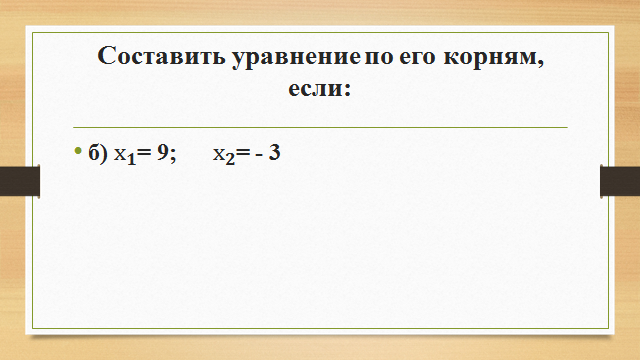 Составить уравнение по его корням,
если:
• б) x₁= 9; x₂= - 3